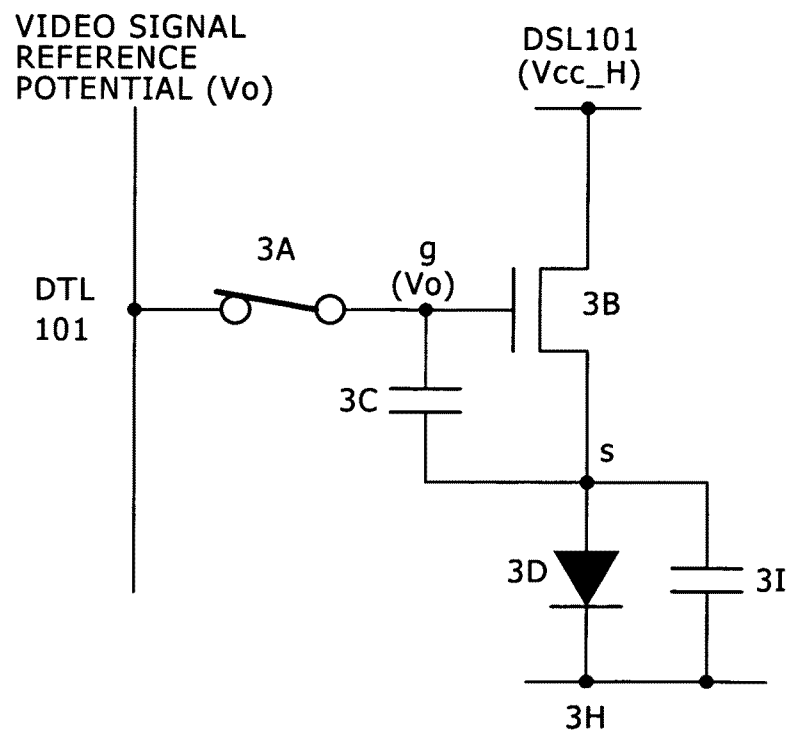 VIDEO SIGNAL
REFERENCE
POTENTIAL (Vo)
DSL101
(Vcc_H)
3A
g
(Vo)
DTL
101
3B
3C
s
3D
3I
3H